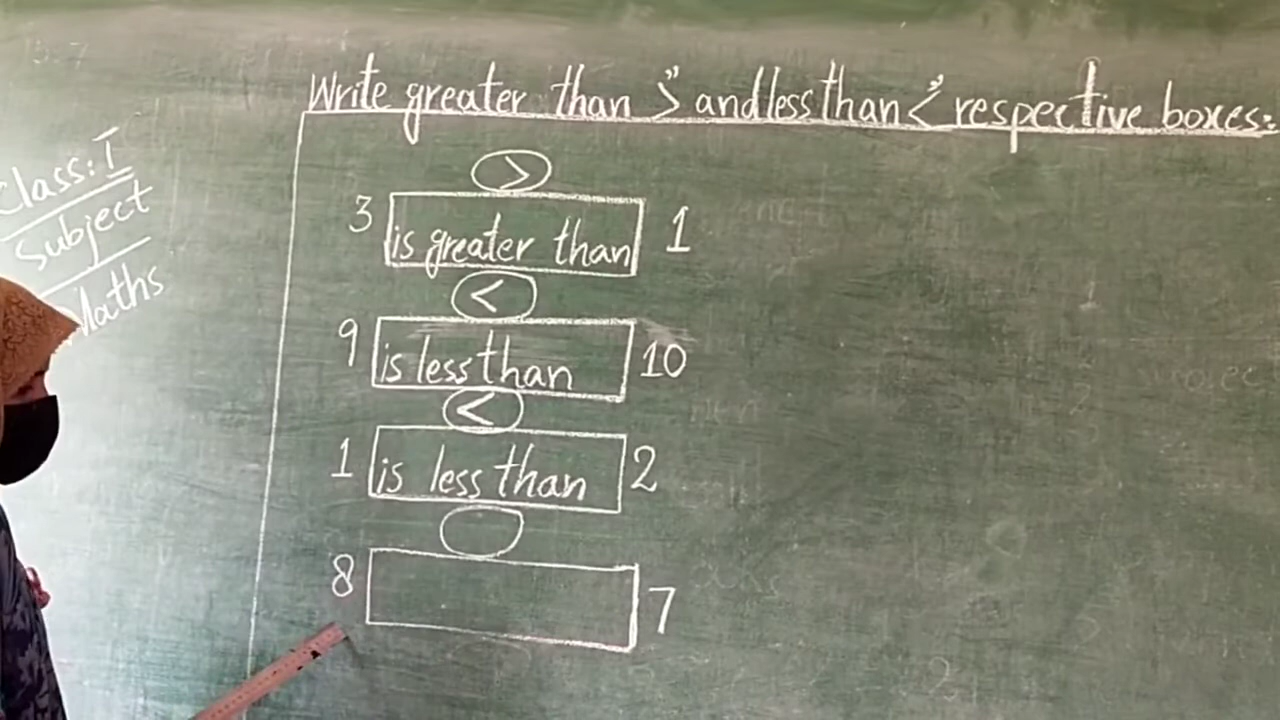 Write greater than ">" and less than "<" respective boxes:
Class: I
Subject
Maths
>
3 is greater than 1
<
9 is less than 10
<
1 is less than 2
8 7